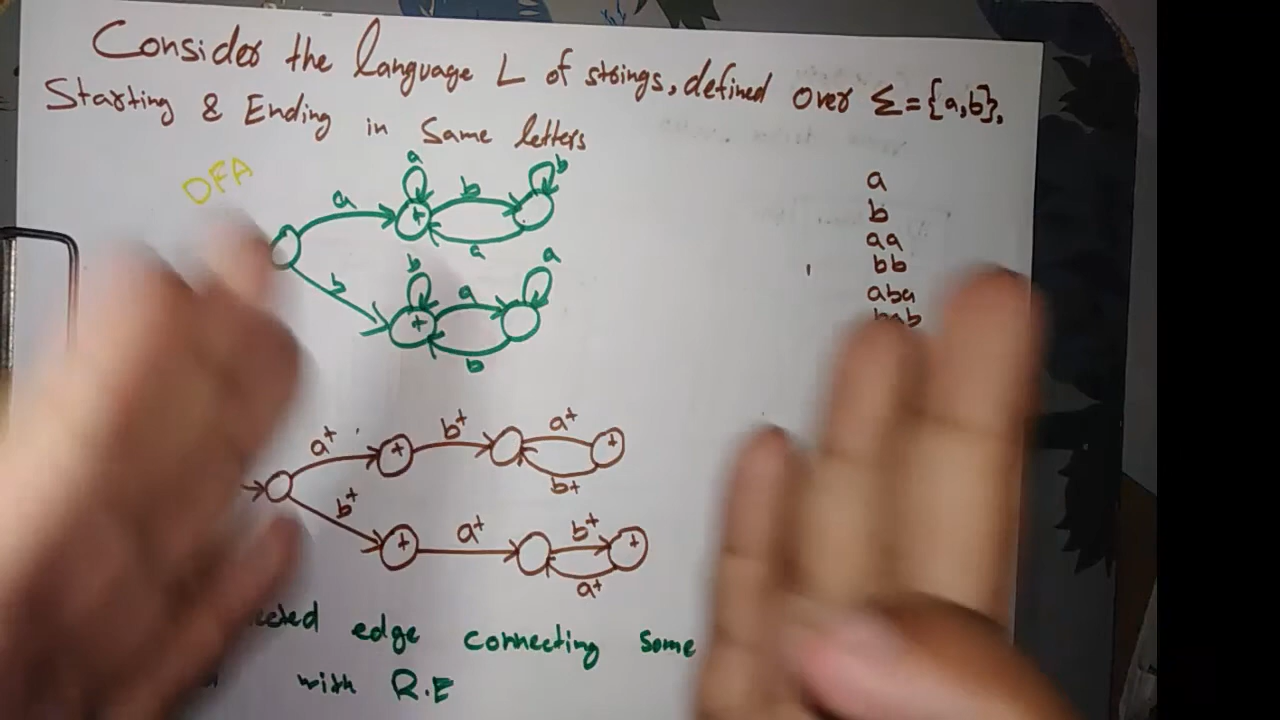 Consider the language L of strings, defined over Σ={a,b},
Starting & Ending in Same letters
DFA
a
a
b
b
a
b
b
a
a
b
a
b
aa
bb
aba
bab
a+
b+
a+
b+
b+
a+
b+
a+
edge connecting some
with R.E